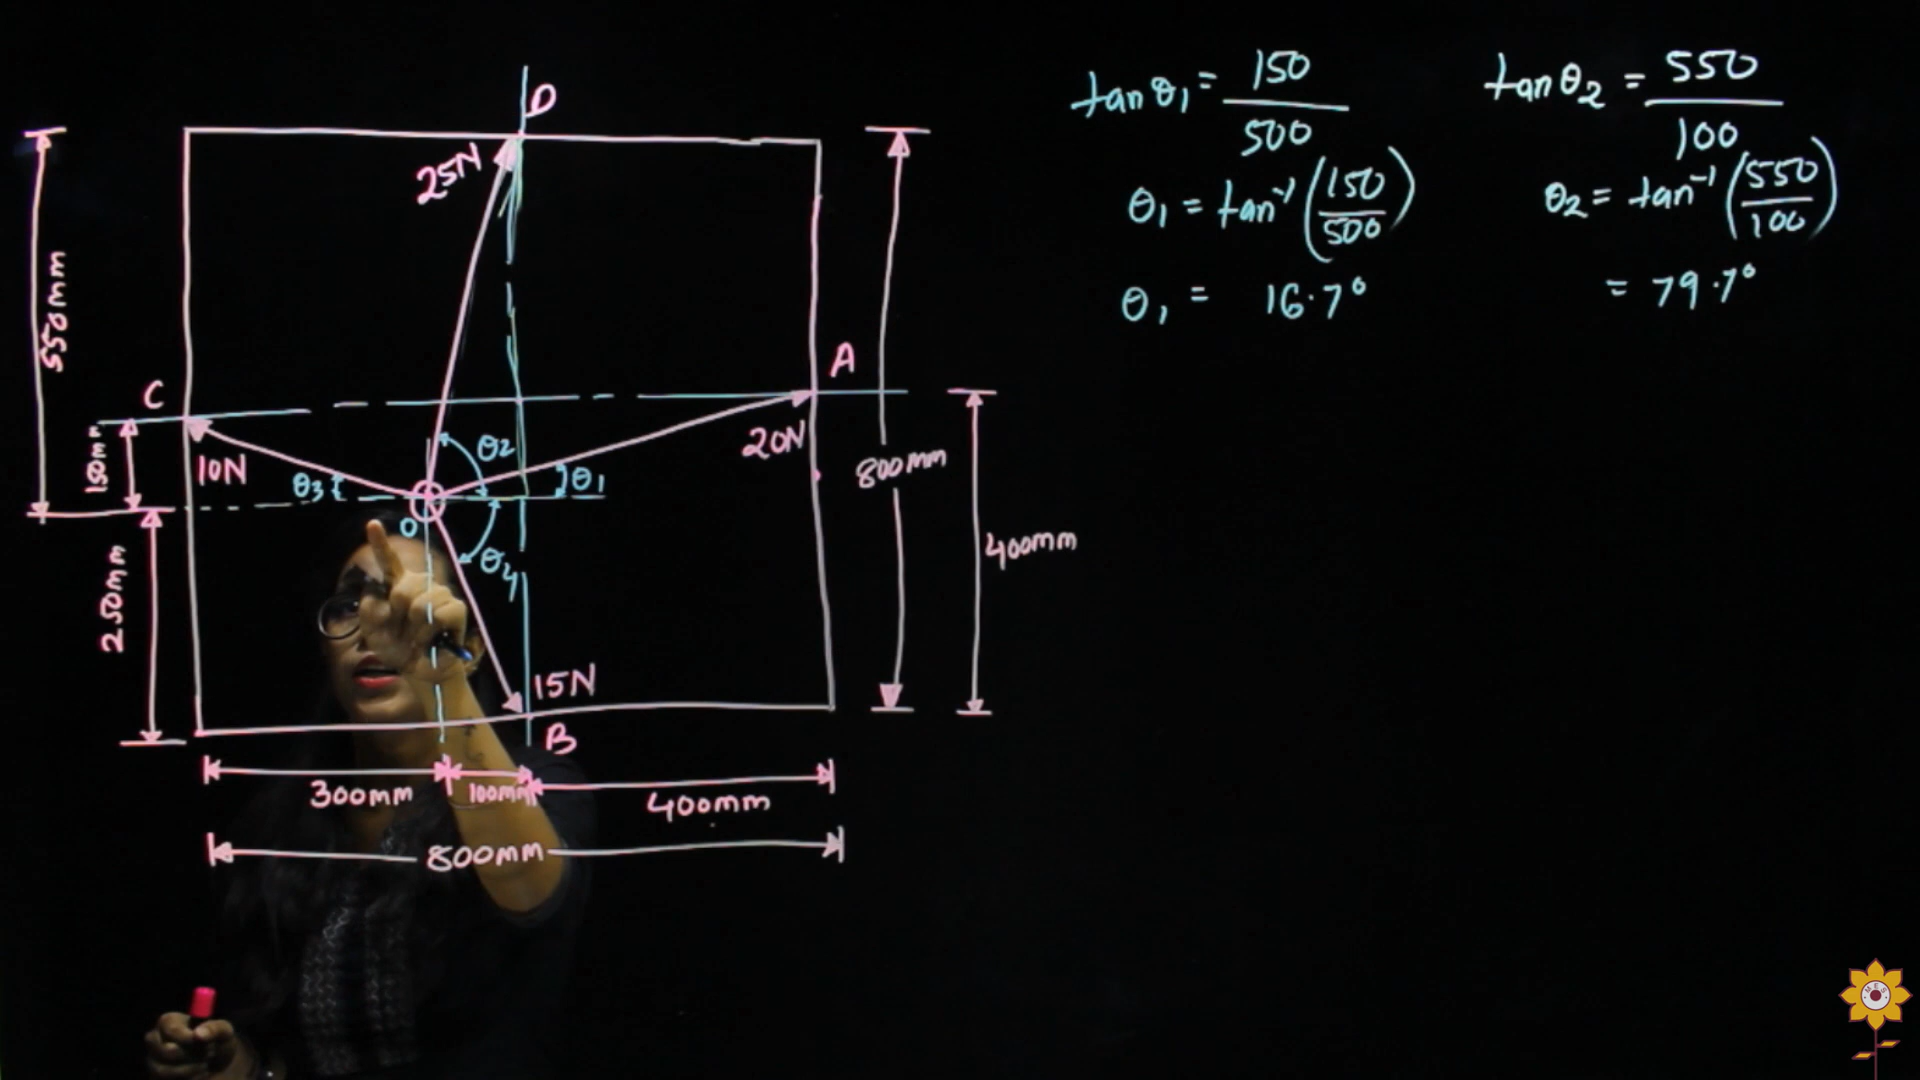 D
25N
550mm
A
C
20N
10N
150m
θ2
θ1
θ3
O
θ4
800mm
400mm
250mm
15N
B
300mm
100mm
400mm
800mm
tan θ1 = 150/500
θ1 = tan⁻¹(150/500)
θ1 = 16.7°
tan θ2 = 550/100
θ2 = tan⁻¹(550/100)
= 79.7°
MES